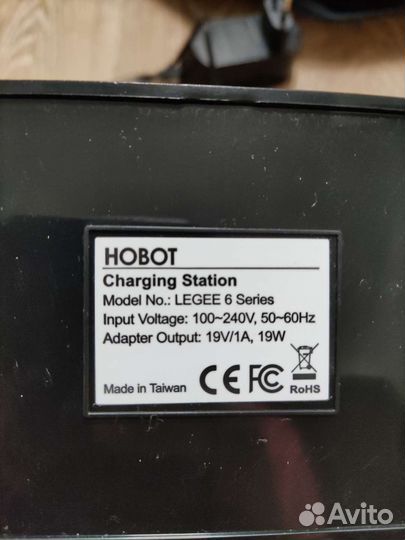 HOBOT
Charging Station
Model No.: LEGEE 6 Series
Input Voltage: 100~240V, 50~60Hz
Adapter Output: 19V/1A, 19W
Made in Taiwan CE FC RoHS
Avito